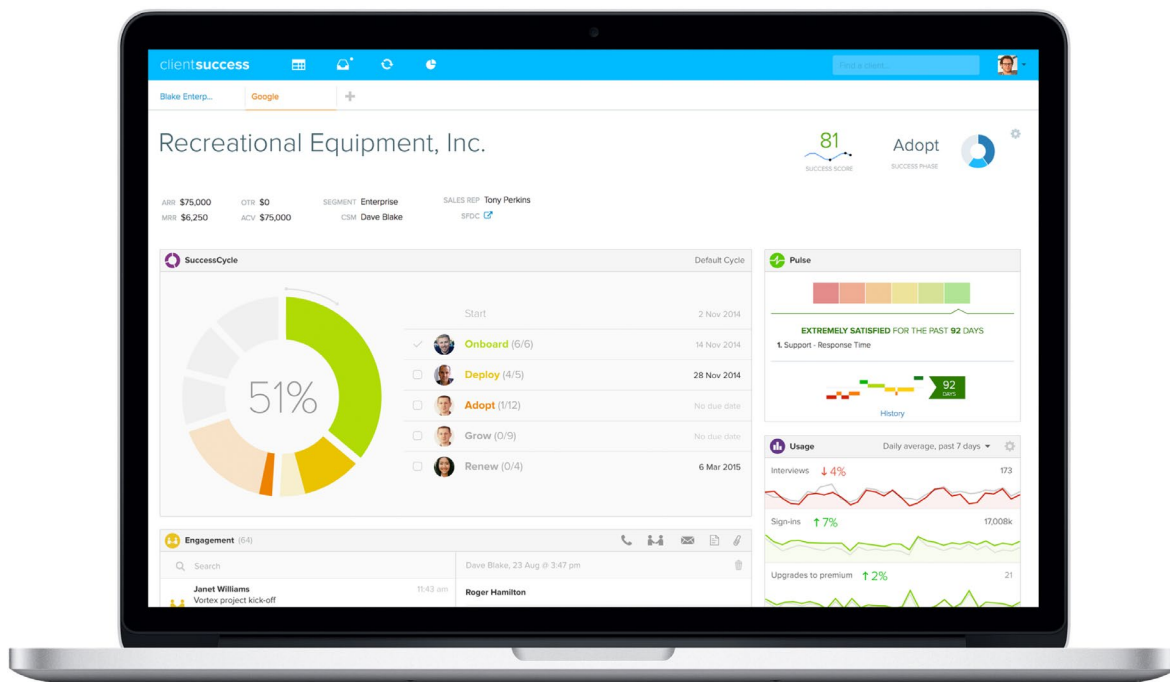 clientsuccess
Find a client...
Blake Enterp...
Google
Recreational Equipment, Inc.
81
SUCCESS SCORE
Adopt
SUCCESS PHASE
ARR $75,000
OTR $0
SEGMENT Enterprise
SALES REP Tony Perkins
MRR $6,250
ACV $75,000
CSM Dave Blake
SFDC
SuccessCycle
Default Cycle
51%
Start
2 Nov 2014
Onboard (6/6)
14 Nov 2014
Deploy (4/5)
28 Nov 2014
Adopt (1/12)
No due date
Grow (0/9)
No due date
Renew (0/4)
6 Mar 2015
Pulse
EXTREMELY SATISFIED FOR THE PAST 92 DAYS
1. Support - Response Time
92
DAYS
History
Usage
Daily average, past 7 days
Interviews
4%
173
Sign-ins
7%
17,008k
Upgrades to premium
2%
21
Engagement (64)
Search
Dave Blake, 23 Aug @ 3:47 pm
Janet Williams
11:43 am
Vortex project kick-off
Roger Hamilton